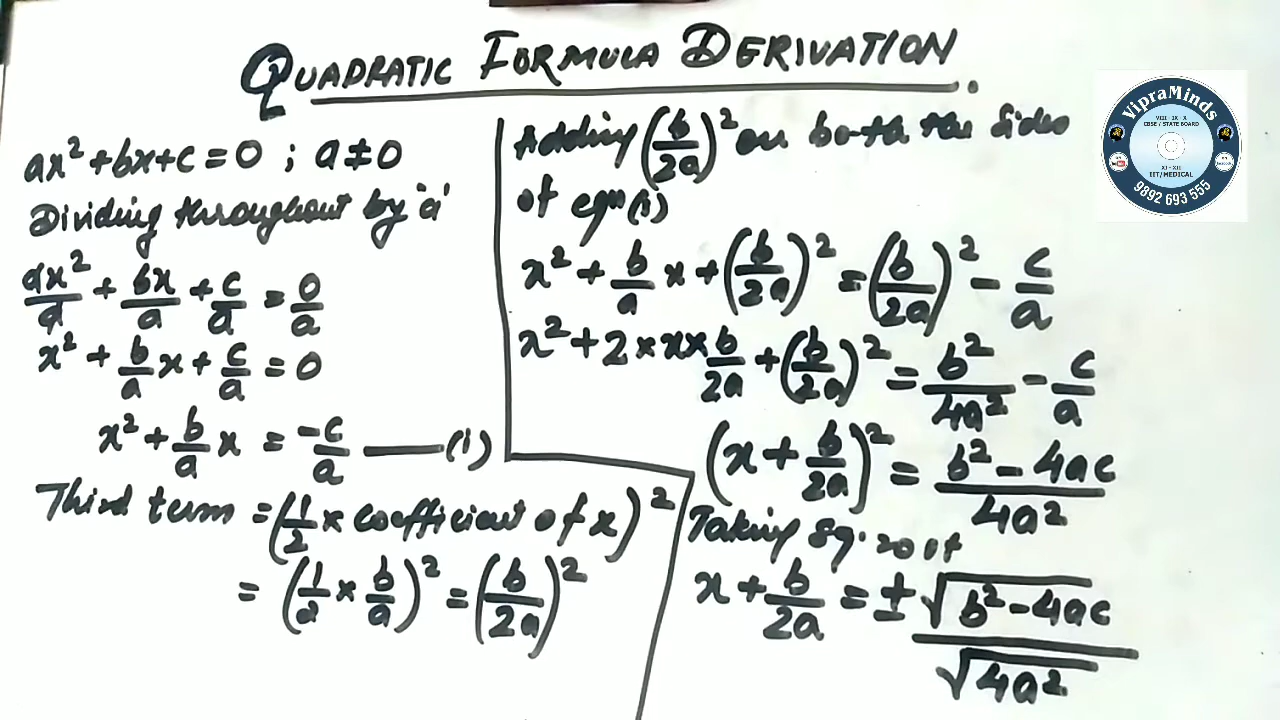 QUADRATIC FORMULA DERIVATION.
ax² + bx + c = 0 ; a ≠ 0
Dividing throughout by 'a'
ax²/a + bx/a + c/a = 0/a
x² + b/a x + c/a = 0
x² + b/a x = -c/a ——— (i)
Third term = (1/2 × coefficient of x)²
= (1/2 × b/a)² = (b/2a)²
Adding (b/2a)² on both the sides
of eqn (i)
x² + b/a x + (b/2a)² = (b/2a)² - c/a
x² + 2 × x × b/2a + (b/2a)² = b²/4a² - c/a
(x + b/2a)² = b² - 4ac/4a²
Taking sq. root
x + b/2a = ± √b² - 4ac/√4a²
VipraMinds
VIII - IX - X
CBSE / STATE BOARD
XI - XII
IIT/MEDICAL
9892 693 555